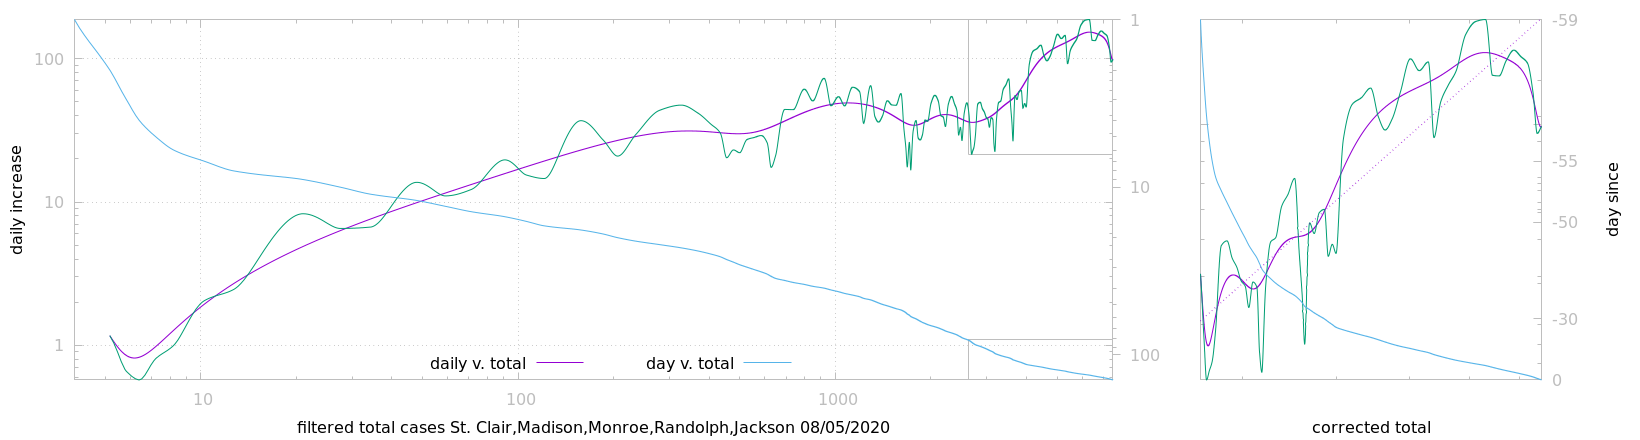 daily increase
100
10
1
10
100
1000
1
10
100
daily v. total
day v. total
filtered total cases St. Clair,Madison,Monroe,Randolph,Jackson 08/05/2020
-59
-55
-50
-30
0
day since
corrected total